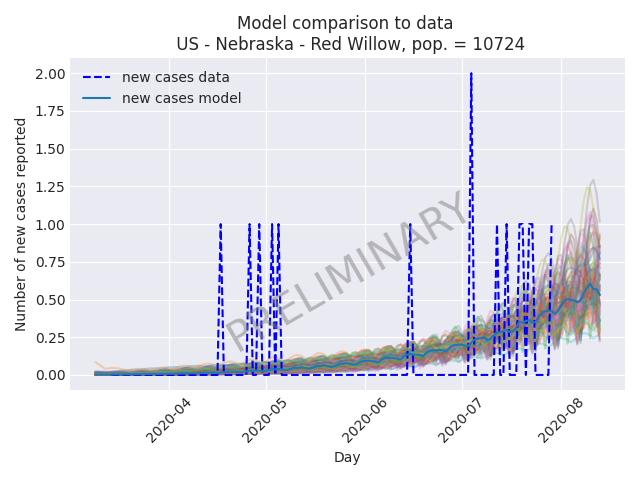 Model comparison to data
US - Nebraska - Red Willow, pop. = 10724
new cases data
new cases model
2.00
1.75
1.50
1.25
1.00
0.75
0.50
0.25
0.00
Number of new cases reported
PRELIMINARY
2020-04
2020-05
2020-06
2020-07
2020-08
Day